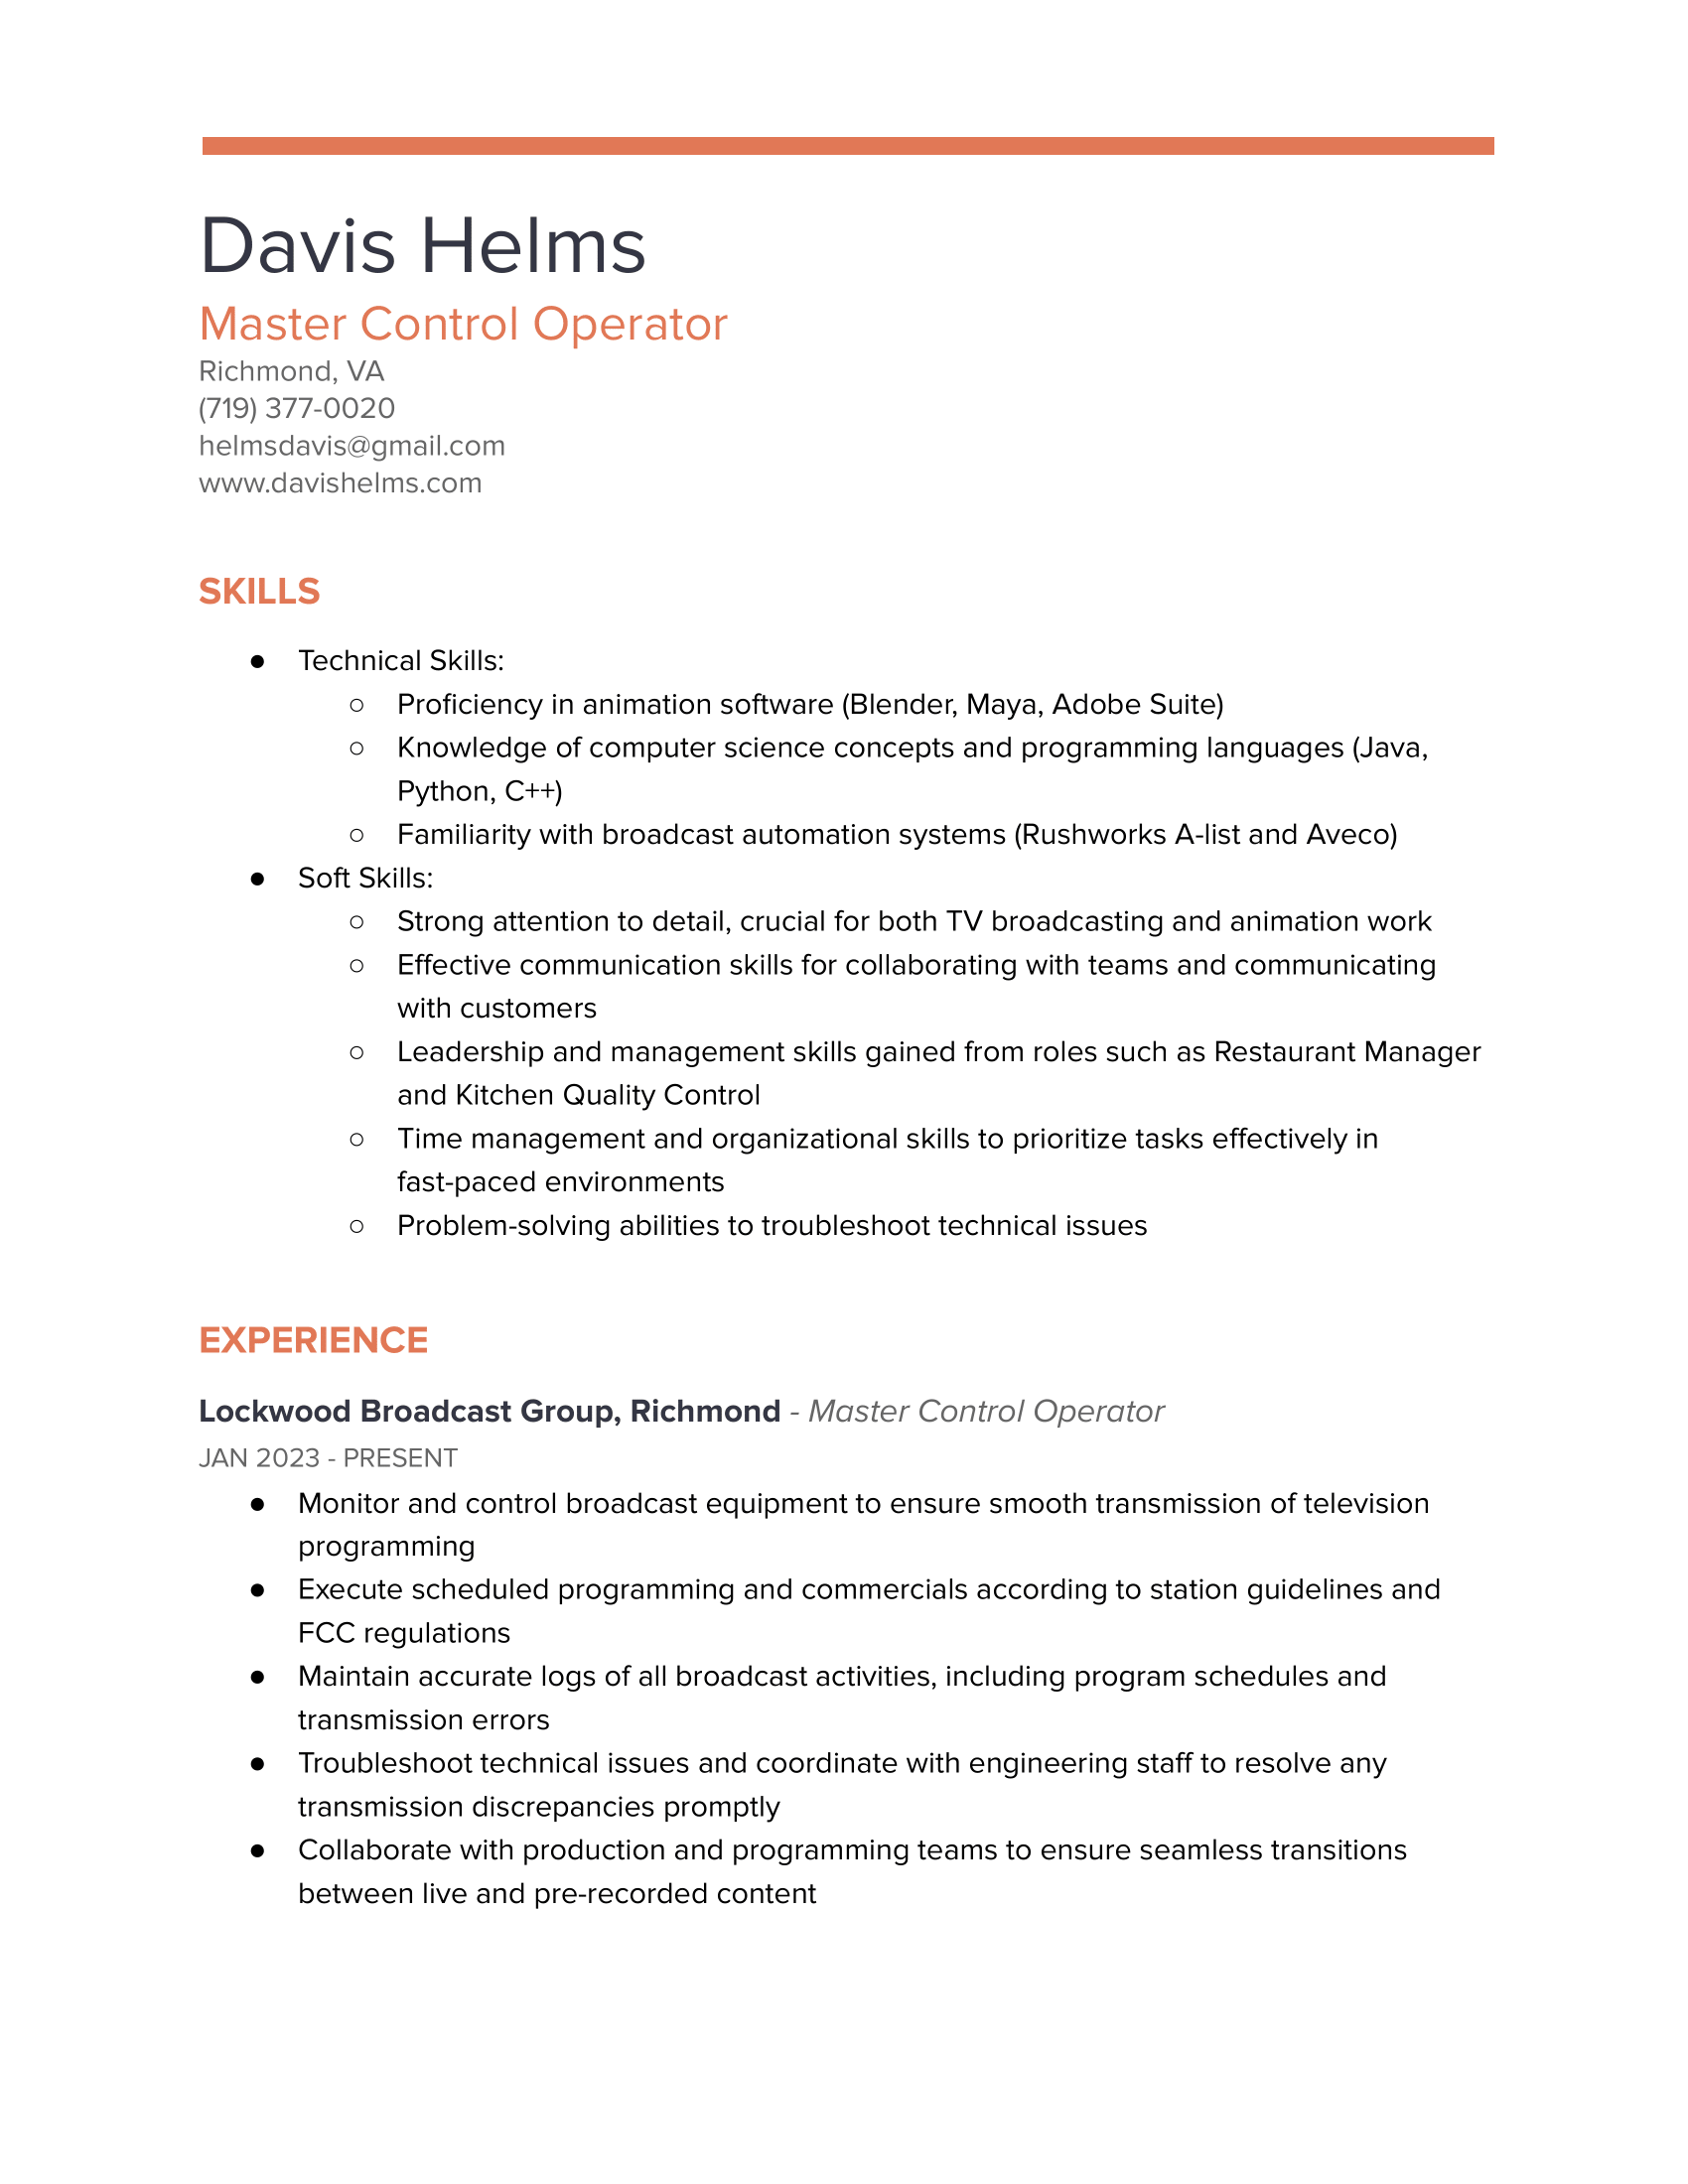 Davis Helms
Master Control Operator
Richmond, VA
(719) 377-0020
helmsdavis@gmail.com
www.davishelms.com
SKILLS
● Technical Skills:
○ Proficiency in animation software (Blender, Maya, Adobe Suite)
○ Knowledge of computer science concepts and programming languages (Java,
Python, C++)
○ Familiarity with broadcast automation systems (Rushworks A-list and Aveco)
● Soft Skills:
○ Strong attention to detail, crucial for both TV broadcasting and animation work
○ Effective communication skills for collaborating with teams and communicating
with customers
○ Leadership and management skills gained from roles such as Restaurant Manager
and Kitchen Quality Control
○ Time management and organizational skills to prioritize tasks effectively in
fast-paced environments
○ Problem-solving abilities to troubleshoot technical issues
EXPERIENCE
Lockwood Broadcast Group, Richmond - Master Control Operator
JAN 2023 - PRESENT
● Monitor and control broadcast equipment to ensure smooth transmission of television
programming
● Execute scheduled programming and commercials according to station guidelines and
FCC regulations
● Maintain accurate logs of all broadcast activities, including program schedules and
transmission errors
● Troubleshoot technical issues and coordinate with engineering staff to resolve any
transmission discrepancies promptly
● Collaborate with production and programming teams to ensure seamless transitions
between live and pre-recorded content